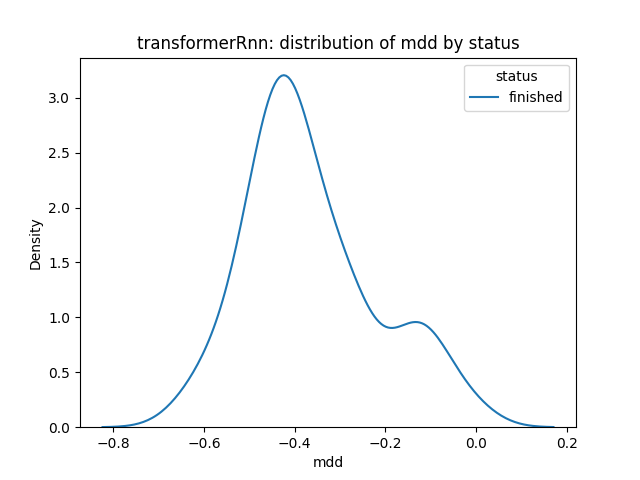 transformerRnn: distribution of mdd by status
status
finished
3.0
2.5
2.0
1.5
1.0
0.5
0.0
Density
−0.8 −0.6 −0.4 −0.2 0.0 0.2
mdd